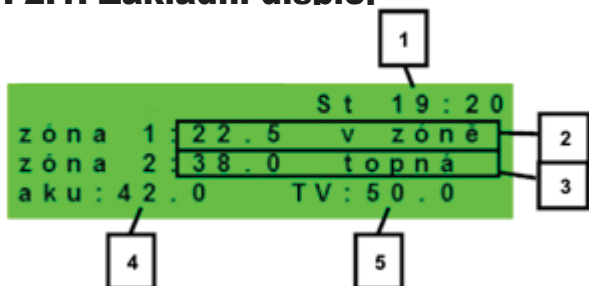 2.1. Základní displej
1
St 19:20
zóna 1:22.5 v zóně
2
zóna 2:38.0 topná
3
aku:42.0 TV:50.0
4
5